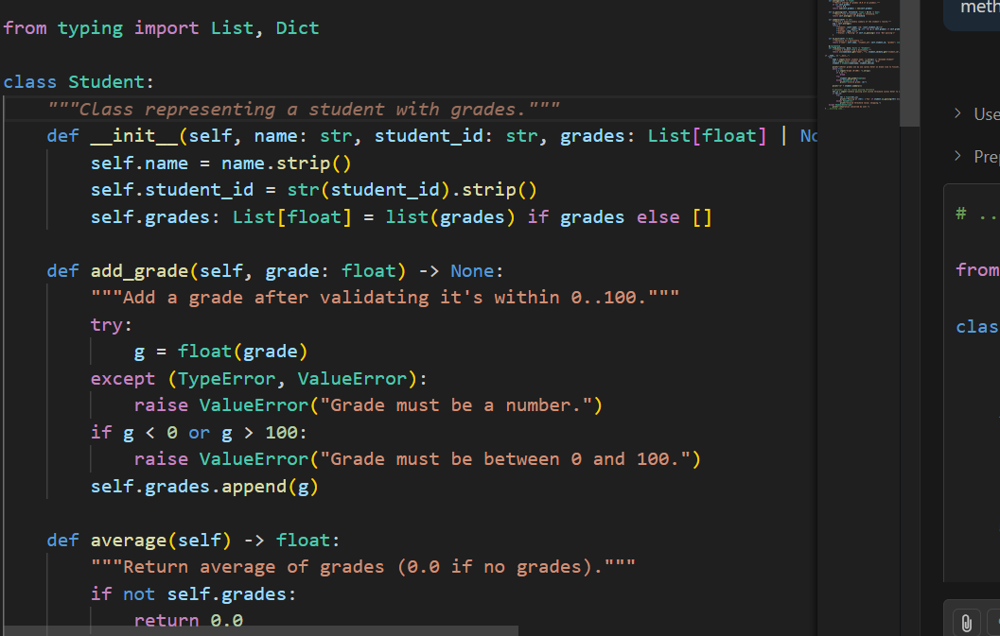 from typing import List, Dict
class Student:
"""Class representing a student with grades."""
def __init__(self, name: str, student_id: str, grades: List[float] | No
self.name = name.strip()
self.student_id = str(student_id).strip()
self.grades: List[float] = list(grades) if grades else []
def add_grade(self, grade: float) -> None:
"""Add a grade after validating it's within 0..100."""
try:
g = float(grade)
except (TypeError, ValueError):
raise ValueError("Grade must be a number.")
if g < 0 or g > 100:
raise ValueError("Grade must be between 0 and 100.")
self.grades.append(g)
def average(self) -> float:
"""Return average of grades (0.0 if no grades)."""
if not self.grades:
return 0.0
meth
> Use
> Prep
# ..
from
clas